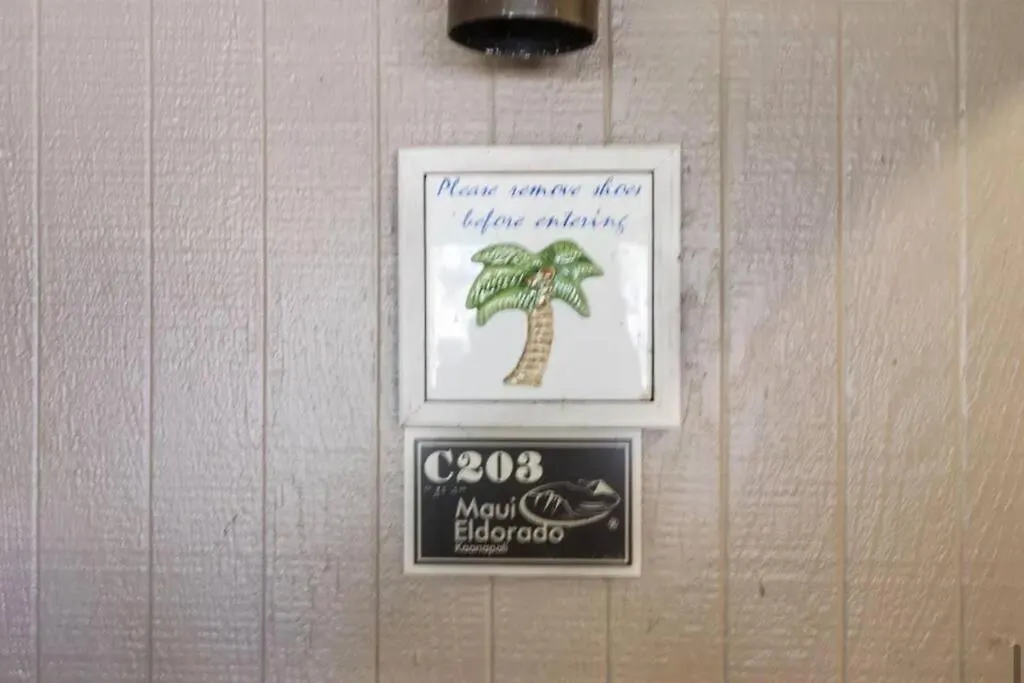 Please remove shoes
before entering
C203
Maui
Eldorado
Kaanapali
®